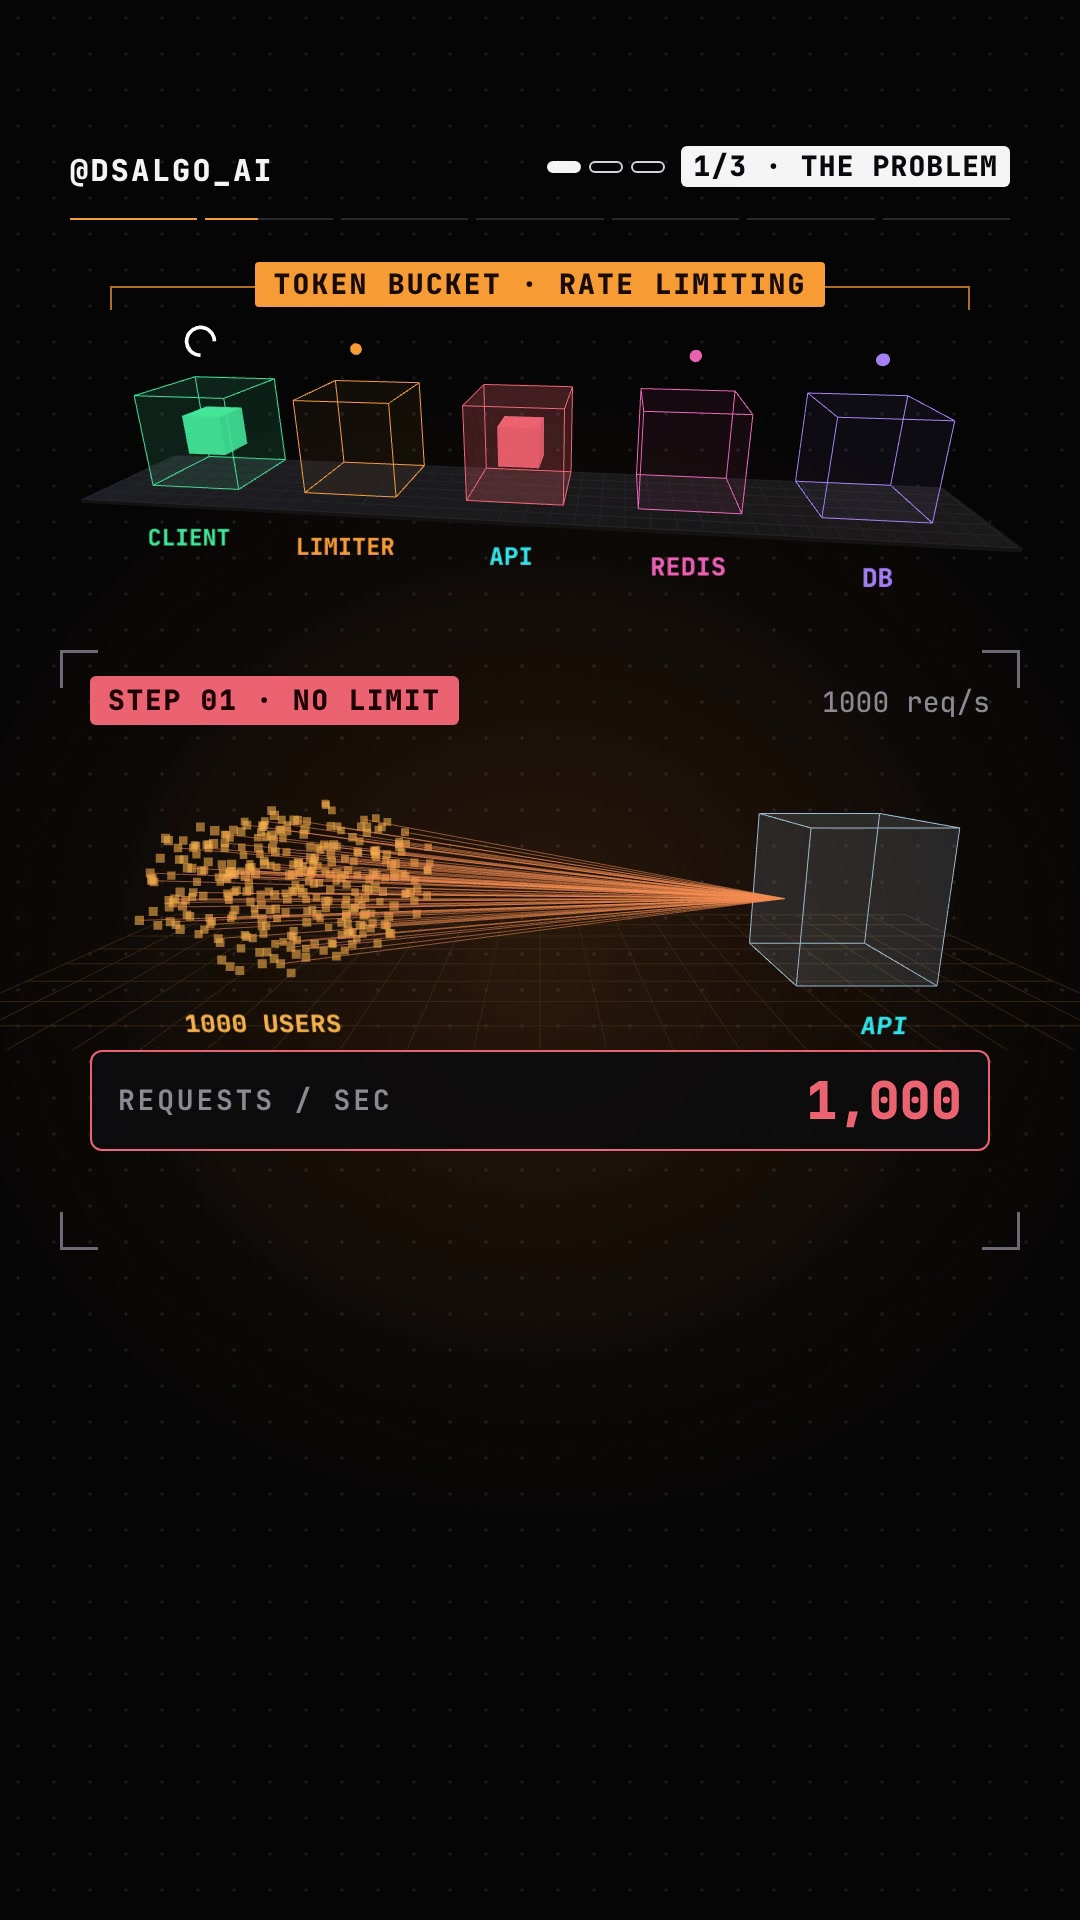 @DSALGO_AI
1/3 · THE PROBLEM
TOKEN BUCKET · RATE LIMITING
CLIENT
LIMITER
API
REDIS
DB
STEP 01 · NO LIMIT
1000 req/s
1000 USERS
API
REQUESTS / SEC
1,000